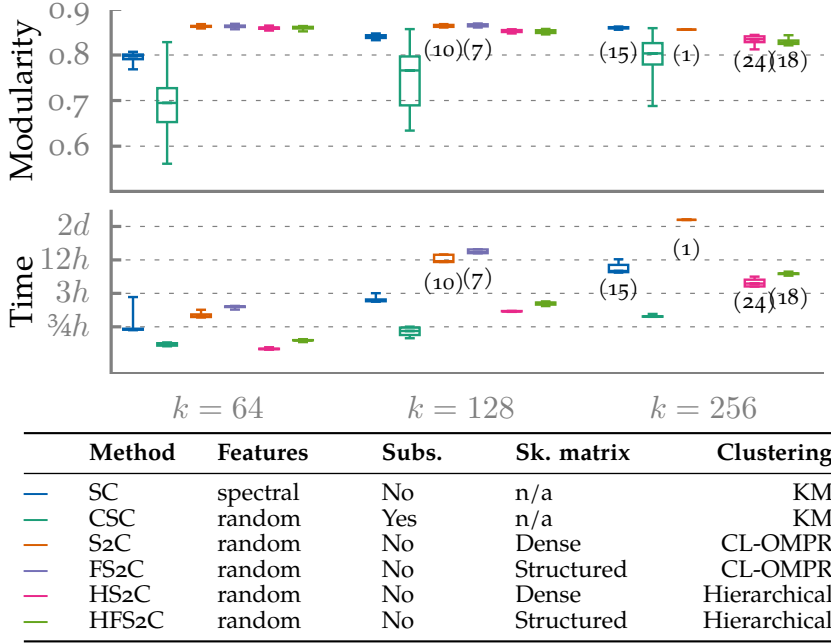 Modularity
0.9
0.8
0.7
0.6
(10) (7) (15) (1) (24) (18)
Time
2d
12h
3h
¾h
(10) (7) (15) (1) (24) (18)
k = 64 k = 128 k = 256
Method Features Subs. Sk. matrix Clustering
SC spectral No n/a KM
CSC random Yes n/a KM
S2C random No Dense CL-OMPR
FS2C random No Structured CL-OMPR
HS2C random No Dense Hierarchical
HFS2C random No Structured Hierarchical